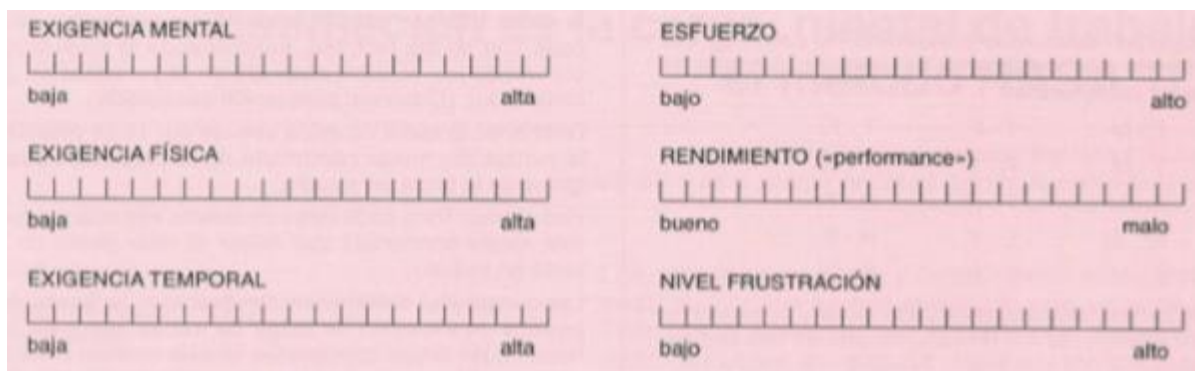 EXIGENCIA MENTAL
baja alta
EXIGENCIA FÍSICA
baja alta
EXIGENCIA TEMPORAL
baja alta
ESFUERZO
bajo alto
RENDIMIENTO («performance»)
bueno malo
NIVEL FRUSTRACIÓN
bajo alto